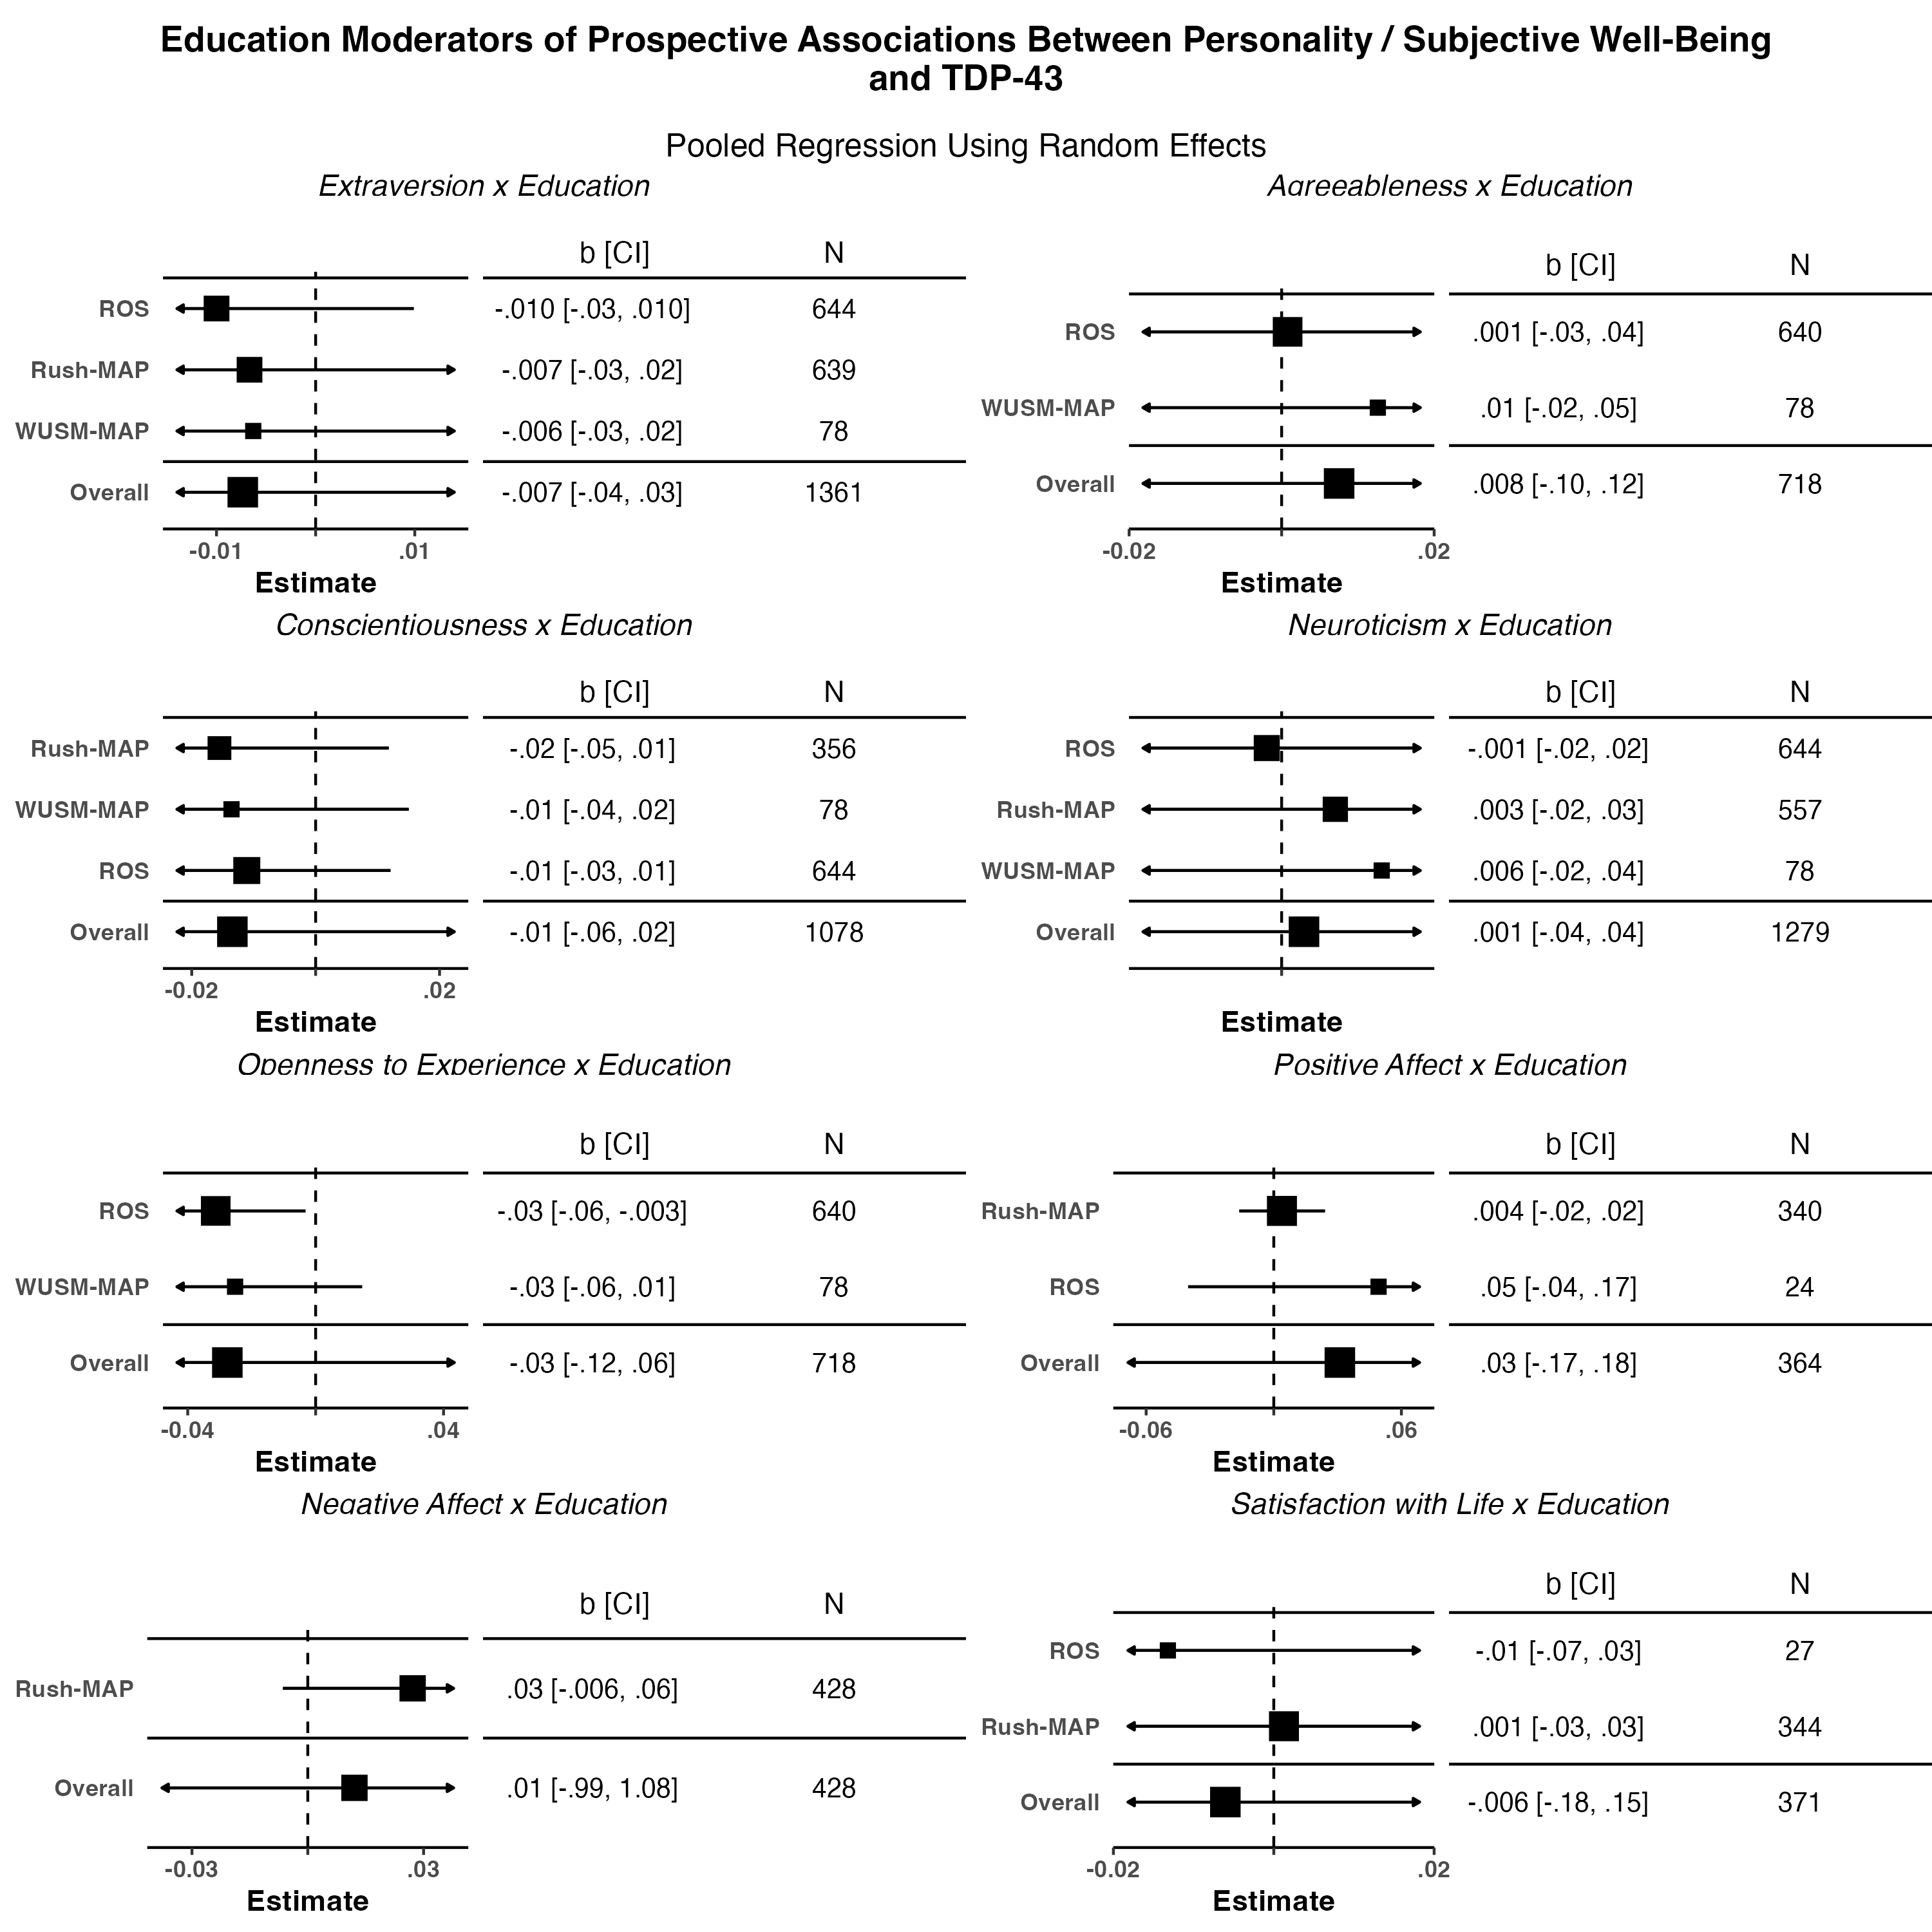 Education Moderators of Prospective Associations Between Personality / Subjective Well-Being
and TDP-43
Pooled Regression Using Random Effects
Extraversion x Education
b [CI] N
ROS -.010 [-.03, .010] 644
Rush-MAP -.007 [-.03, .02] 639
WUSM-MAP -.006 [-.03, .02] 78
Overall -.007 [-.04, .03] 1361
-0.01 .01
Estimate
Agreeableness x Education
b [CI] N
ROS .001 [-.03, .04] 640
WUSM-MAP .01 [-.02, .05] 78
Overall .008 [-.10, .12] 718
-0.02 .02
Estimate
Conscientiousness x Education
b [CI] N
Rush-MAP -.02 [-.05, .01] 356
WUSM-MAP -.01 [-.04, .02] 78
ROS -.01 [-.03, .01] 644
Overall -.01 [-.06, .02] 1078
-0.02 .02
Estimate
Neuroticism x Education
b [CI] N
ROS -.001 [-.02, .02] 644
Rush-MAP .003 [-.02, .03] 557
WUSM-MAP .006 [-.02, .04] 78
Overall .001 [-.04, .04] 1279
Estimate
Openness to Experience x Education
b [CI] N
ROS -.03 [-.06, -.003] 640
WUSM-MAP -.03 [-.06, .01] 78
Overall -.03 [-.12, .06] 718
-0.04 .04
Estimate
Positive Affect x Education
b [CI] N
Rush-MAP .004 [-.02, .02] 340
ROS .05 [-.04, .17] 24
Overall .03 [-.17, .18] 364
-0.06 .06
Estimate
Negative Affect x Education
b [CI] N
Rush-MAP .03 [-.006, .06] 428
Overall .01 [-.99, 1.08] 428
-0.03 .03
Estimate
Satisfaction with Life x Education
b [CI] N
ROS -.01 [-.07, .03] 27
Rush-MAP .001 [-.03, .03] 344
Overall -.006 [-.18, .15] 371
-0.02 .02
Estimate